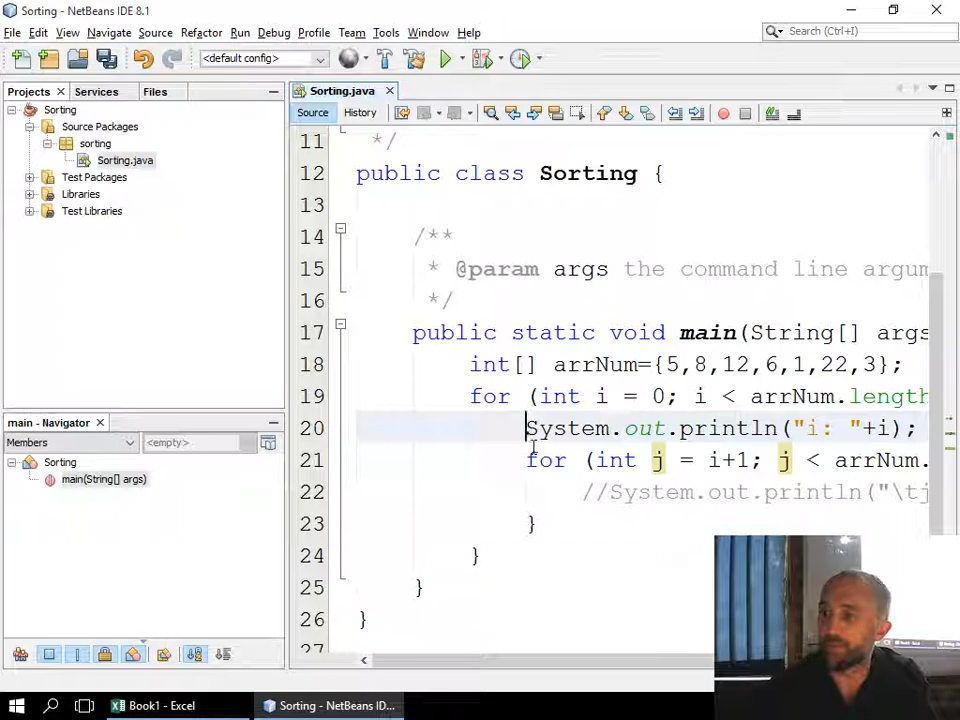 Sorting - NetBeans IDE 8.1
File Edit View Navigate Source Refactor Run Debug Profile Team Tools Window Help
Search (Ctrl+I)
<default config>
Projects Services Files
Sorting
Source Packages
sorting
Sorting.java
Test Packages
Libraries
Test Libraries
main - Navigator
Members <empty>
Sorting
main(String[] args)
Sorting.java
Source History
11 */
12 public class Sorting {
13
14 /**
15 * @param args the command line argum
16 */
17 public static void main(String[] args
18 int[] arrNum={5,8,12,6,1,22,3};
19 for (int i = 0; i < arrNum.length
20 System.out.println("i: "+i);
21 for (int j = i+1; j < arrNum.
22 //System.out.println("\tj
23 }
24 }
25 }
26 }
27
Book1 - Excel
Sorting - NetBeans ID...